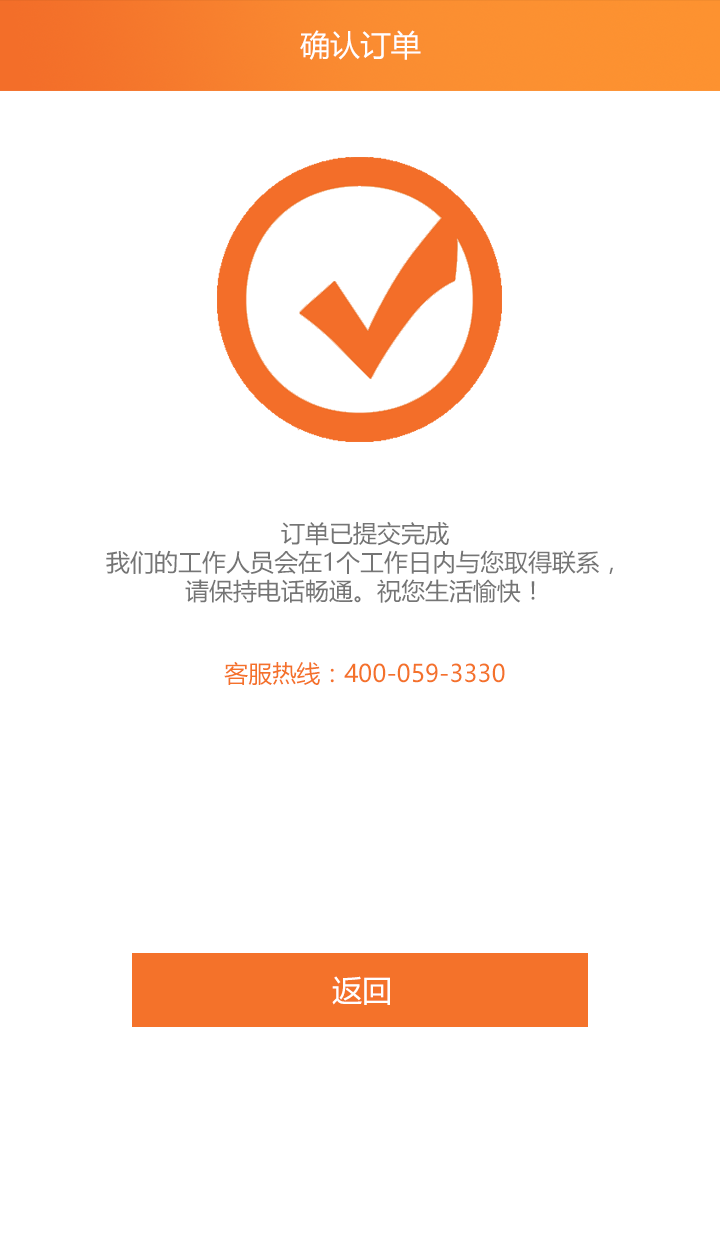 确认订单
订单已提交完成
我们的工作人员会在1个工作日内与您取得联系，
请保持电话畅通。祝您生活愉快！
客服热线：400-059-3330
返回